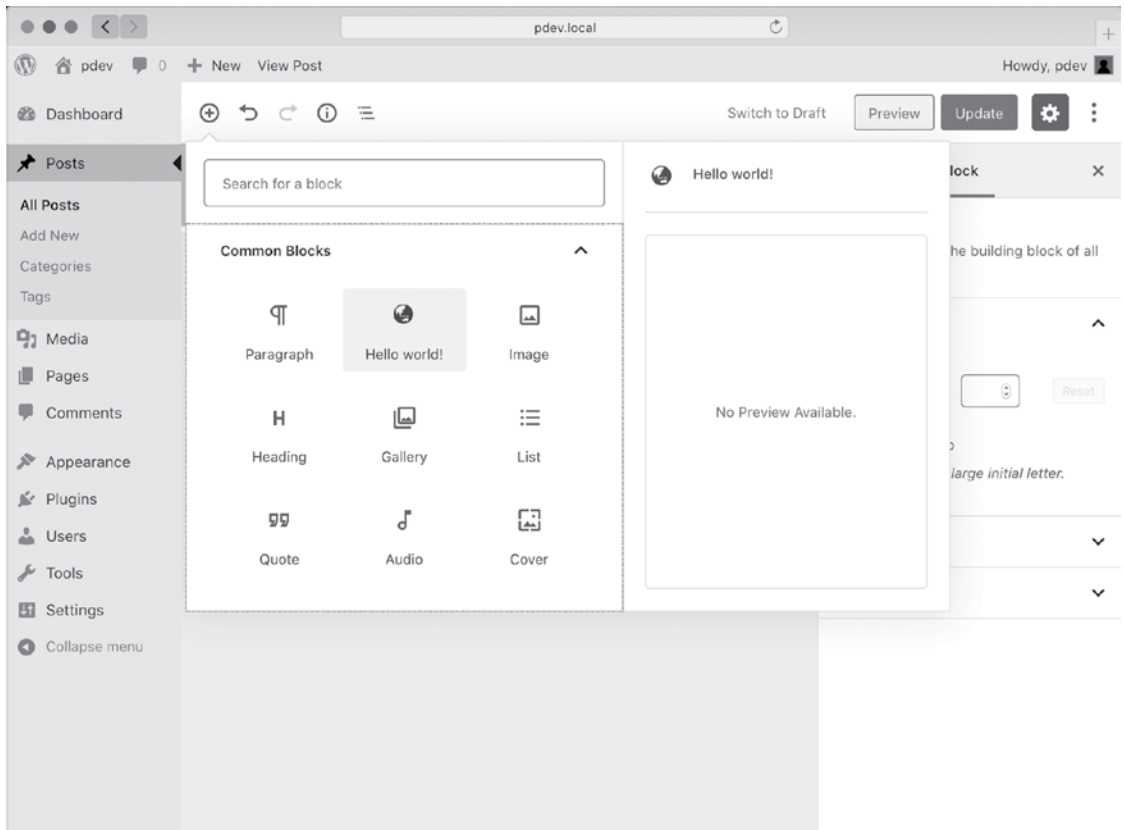 pdev.local
pdev 0 New View Post Howdy, pdev
Dashboard
Switch to Draft Preview Update
Posts
All Posts
Add New
Categories
Tags
Media
Pages
Comments
Appearance
Plugins
Users
Tools
Settings
Collapse menu
Search for a block
Common Blocks
Paragraph Hello world! Image
Heading Gallery List
Quote Audio Cover
Hello world!
No Preview Available.
lock
he building block of all
Reset
large initial letter.